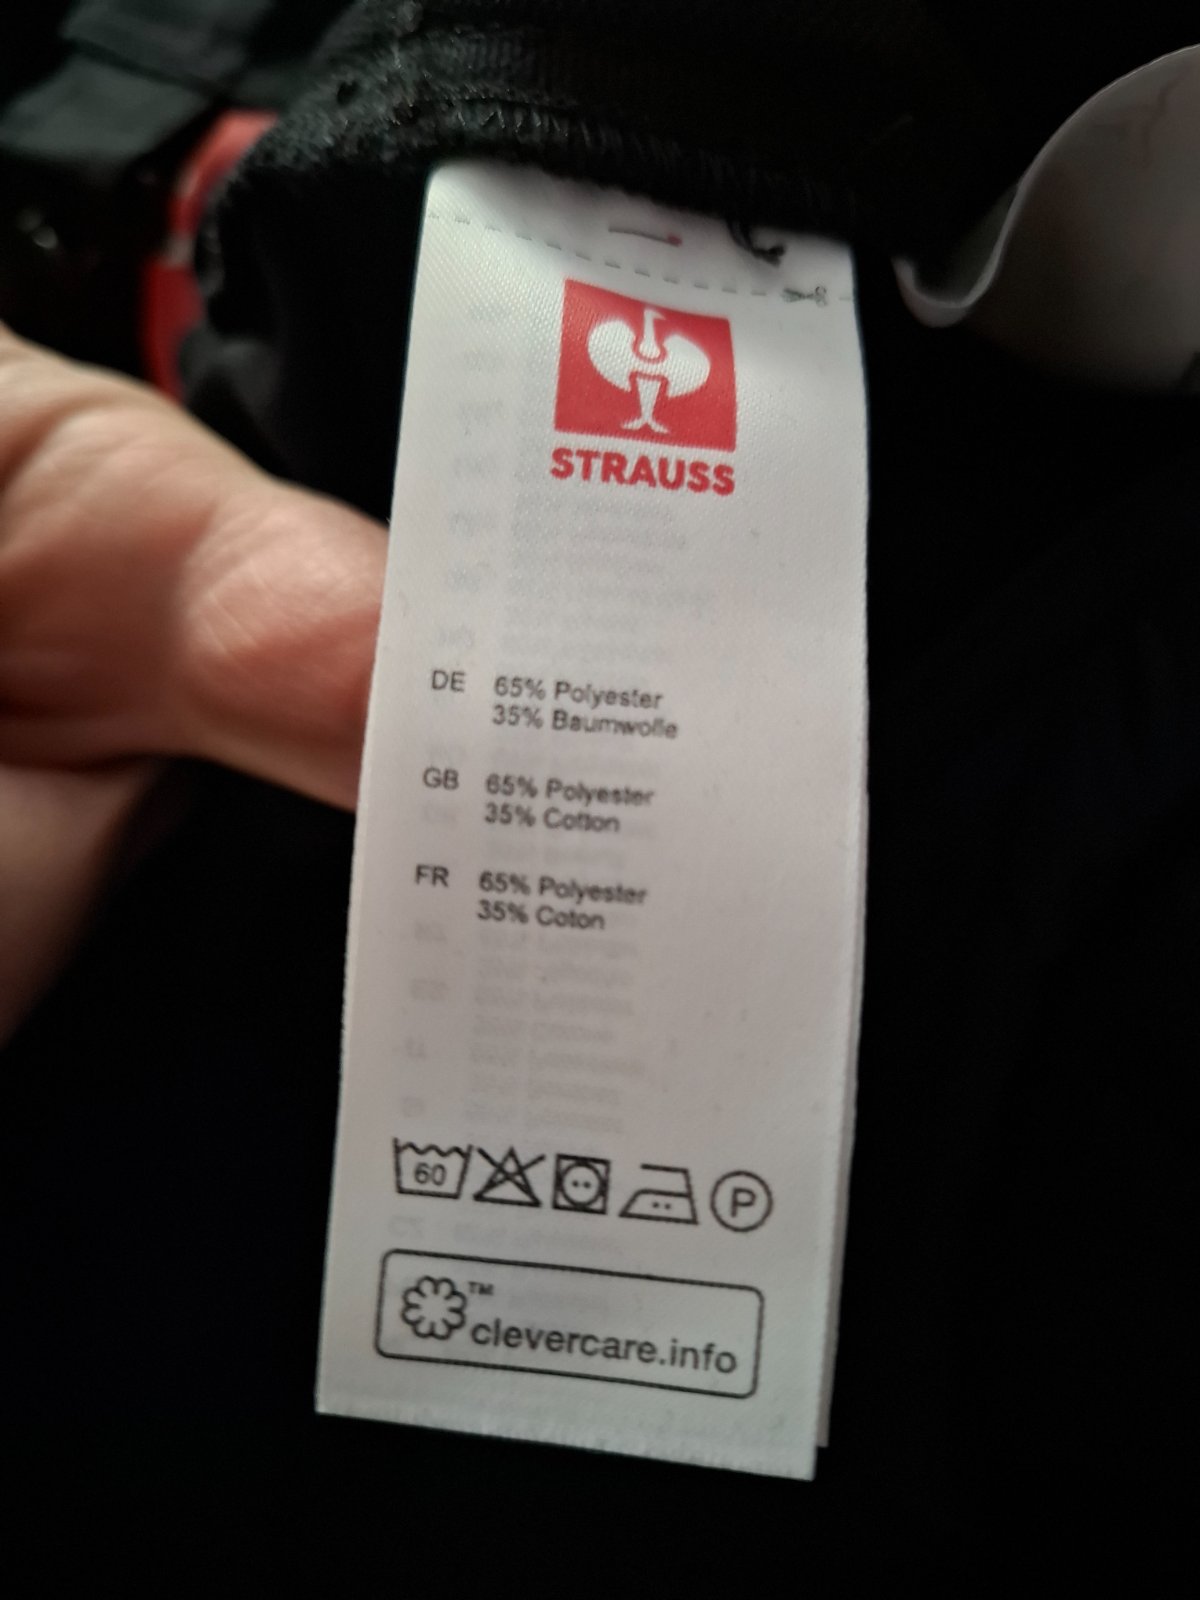 STRAUSS
DE 65% Polyester
35% Baumwolle
GB 65% Polyester
35% Cotton
FR 65% Polyester
35% Coton
60
P
™
clevercare.info